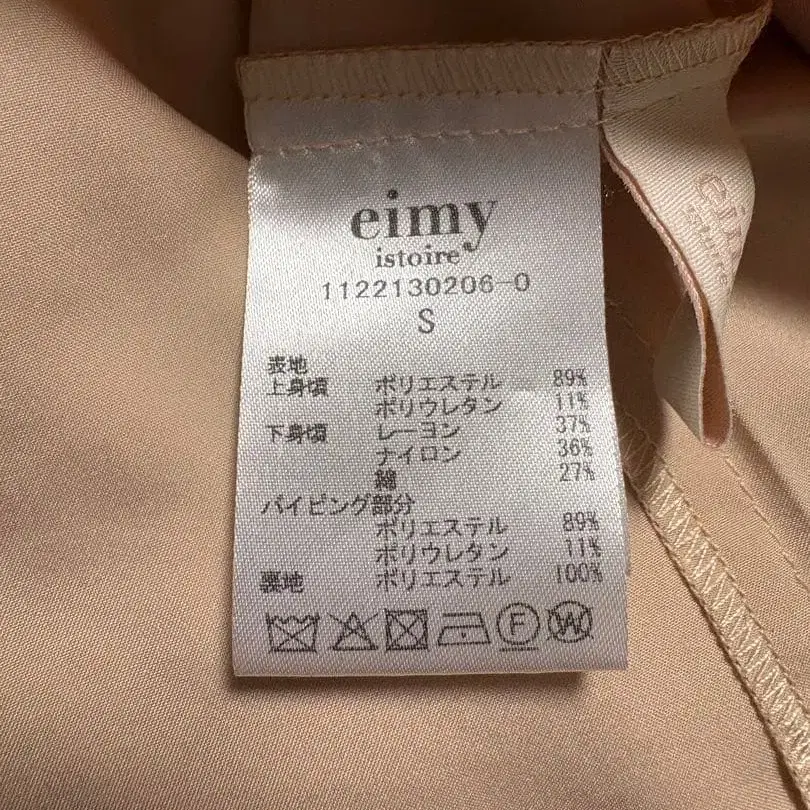 eimy
istoire
1122130206-0
S
表地
上身頃 ポリエステル 89%
ポリウレタン 11%
下身頃 レーヨン 37%
ナイロン 36%
綿 27%
パイピング部分
ポリエステル 89%
ポリウレタン 11%
裏地 ポリエステル 100%
F W
istoire